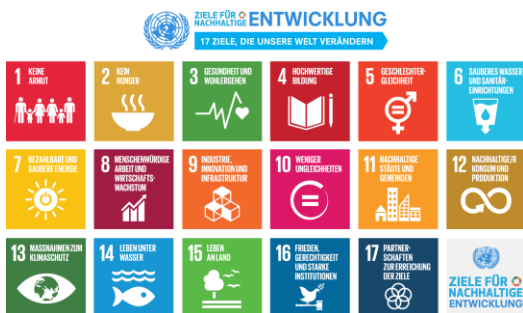 ZIELE FÜR
NACHHALTIGE
ENTWICKLUNG
17 ZIELE, DIE UNSERE WELT VERÄNDERN
1 KEINE
ARMUT
2 KEIN
HUNGER
3 GESUNDHEIT UND
WOHLERGEHEN
4 HOCHWERTIGE
BILDUNG
5 GESCHLECHTER-
GLEICHHEIT
6 SAUBERES WASSER
UND SANITÄR-
EINRICHTUNGEN
7 BEZAHLBARE UND
SAUBERE ENERGIE
8 MENSCHENWÜRDIGE
ARBEIT UND
WIRTSCHAFTS-
WACHSTUM
9 INDUSTRIE,
INNOVATION UND
INFRASTRUKTUR
10 WENIGER
UNGLEICHHEITEN
11 NACHHALTIGE
STÄDTE UND
GEMEINDEN
12 NACHHALTIGE/R
KONSUM UND
PRODUKTION
13 MASSNAHMEN ZUM
KLIMASCHUTZ
14 LEBEN UNTER
WASSER
15 LEBEN
AN LAND
16 FRIEDEN,
GERECHTIGKEIT
UND STARKE
INSTITUTIONEN
17 PARTNER-
SCHAFTEN
ZUR ERREICHUNG
DER ZIELE
ZIELE FÜR
NACHHALTIGE
ENTWICKLUNG